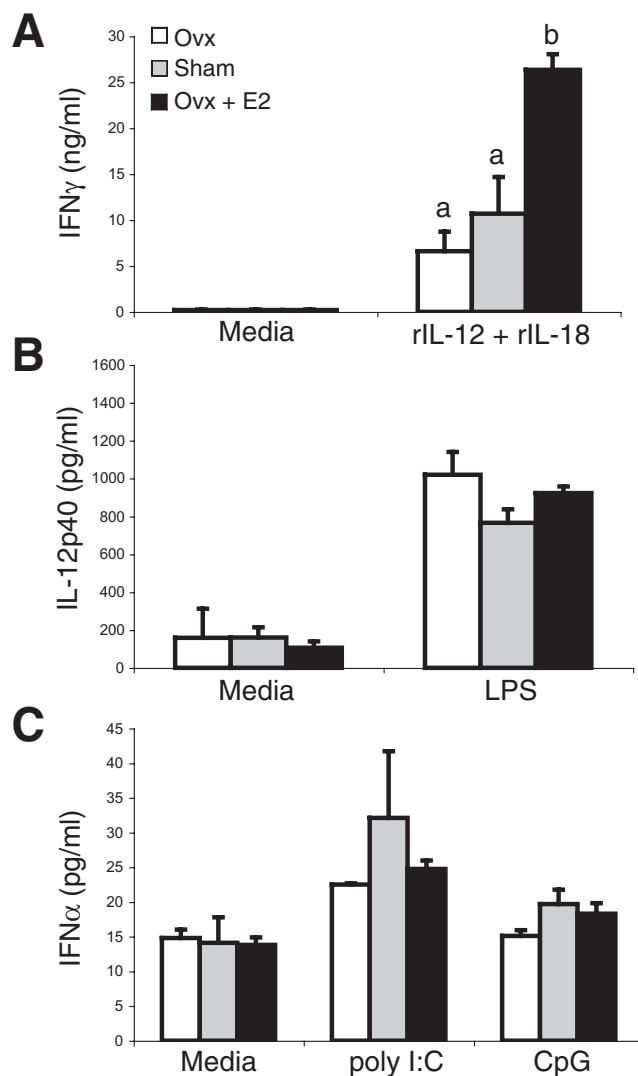 A
IFNγ (ng/ml)
30
25
20
15
10
5
0
Ovx
Sham
Ovx + E2
a
a
b
Media
rIL-12 + rIL-18
B
IL-12p40 (pg/ml)
1600
1400
1200
1000
800
600
400
200
0
Media
LPS
C
IFNα (pg/ml)
45
40
35
30
25
20
15
10
5
0
Media
poly I:C
CpG